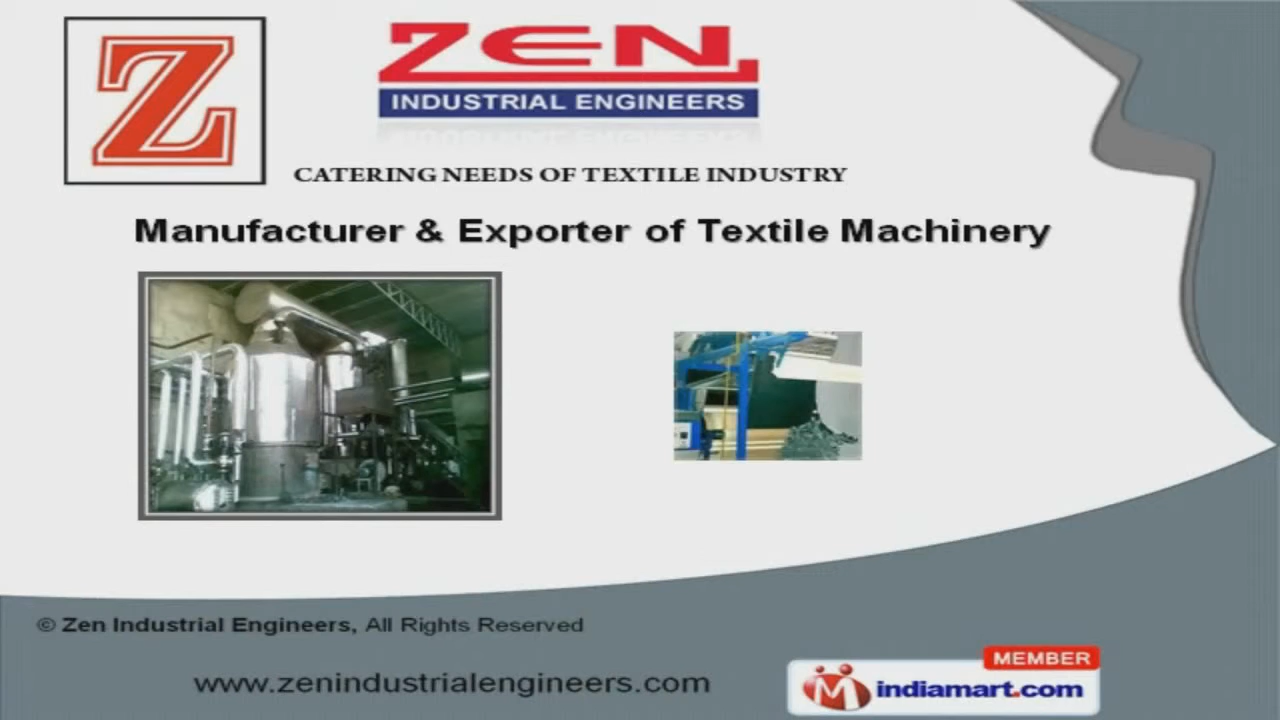 Z
ZEN
INDUSTRIAL ENGINEERS
CATERING NEEDS OF TEXTILE INDUSTRY
Manufacturer & Exporter of Textile Machinery
© Zen Industrial Engineers, All Rights Reserved
www.zenindustrialengineers.com
MEMBER
indiamart.com